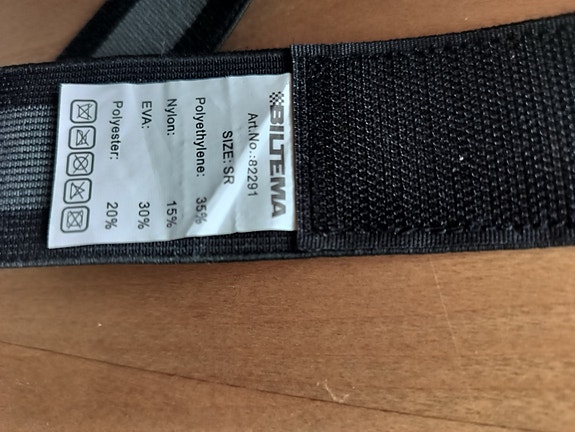 BILTEMA
Art.No.:82291
SIZE: SR
Polyethylene: 35%
Nylon: 15%
EVA: 30%
Polyester: 20%